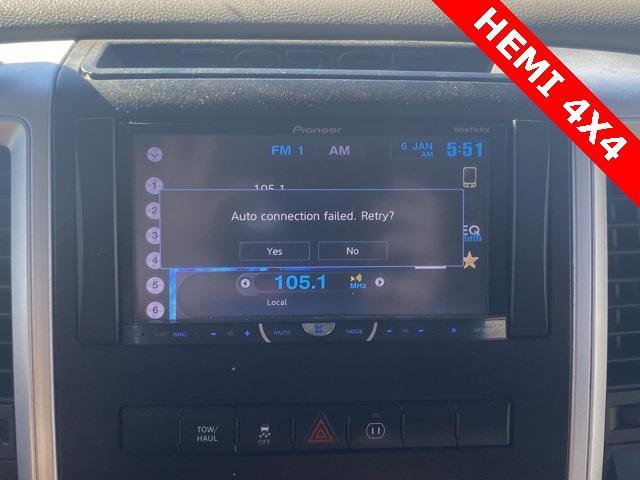 HEMI 4X4
DODGE
Pioneer
MIXTRAX
FM 1
AM
6 JAN
AM
5:51
1
105.1
2
Auto connection failed. Retry?
3
EQ
Yes
No
4
5
105.1
MHz
Local
6
SRC
-
+
MUTE
MODE
TOW/
HAUL
OFF